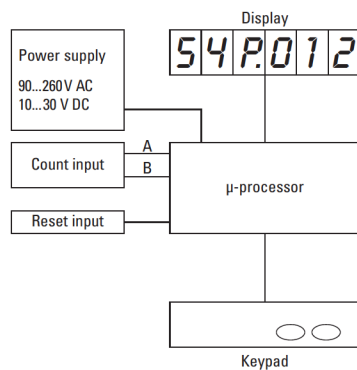 Display
54P.012
Power supply
90...260 V AC
10...30 V DC
A
Count input
B
µ-processor
Reset input
Keypad